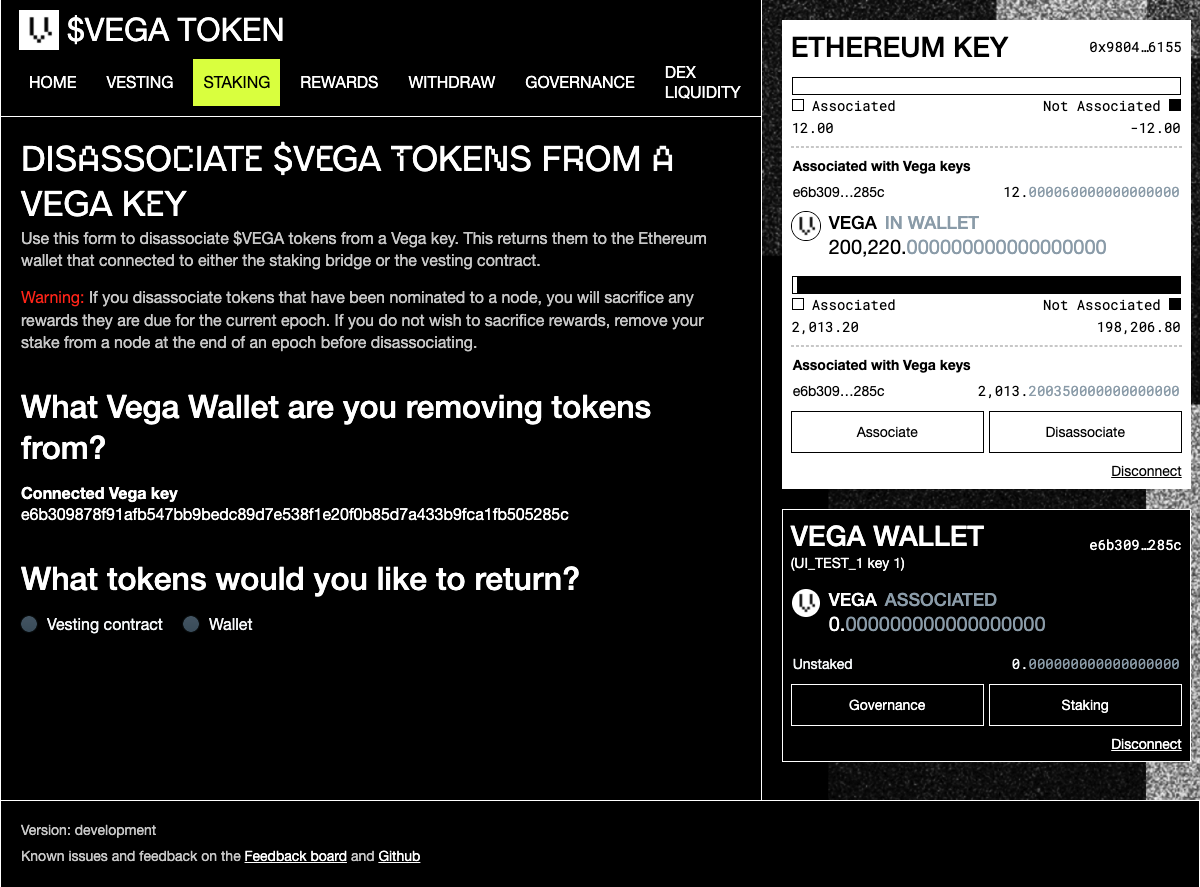 $VEGA TOKEN
HOME VESTING STAKING REWARDS WITHDRAW GOVERNANCE DEX LIQUIDITY
DISASSOCIATE $VEGA TOKENS FROM A
VEGA KEY
Use this form to disassociate $VEGA tokens from a Vega key. This returns them to the Ethereum
wallet that connected to either the staking bridge or the vesting contract.
Warning: If you disassociate tokens that have been nominated to a node, you will sacrifice any
rewards they are due for the current epoch. If you do not wish to sacrifice rewards, remove your
stake from a node at the end of an epoch before disassociating.
What Vega Wallet are you removing tokens
from?
Connected Vega key
e6b309878f91afb547bb9bedc89d7e538f1e20f0b85d7a433b9fca1fb505285c
What tokens would you like to return?
Vesting contract Wallet
ETHEREUM KEY 0x9804…6155
Associated Not Associated
12.00 -12.00
Associated with Vega keys
e6b309…285c 12.000060000000000000
VEGA IN WALLET
200,220.000000000000000000
Associated Not Associated
2,013.20 198,206.80
Associated with Vega keys
e6b309…285c 2,013.200350000000000000
Associate Disassociate
Disconnect
VEGA WALLET e6b309…285c
(UI_TEST_1 key 1)
VEGA ASSOCIATED
0.000000000000000000
Unstaked 0.000000000000000000
Governance Staking
Disconnect
Version: development
Known issues and feedback on the Feedback board and Github